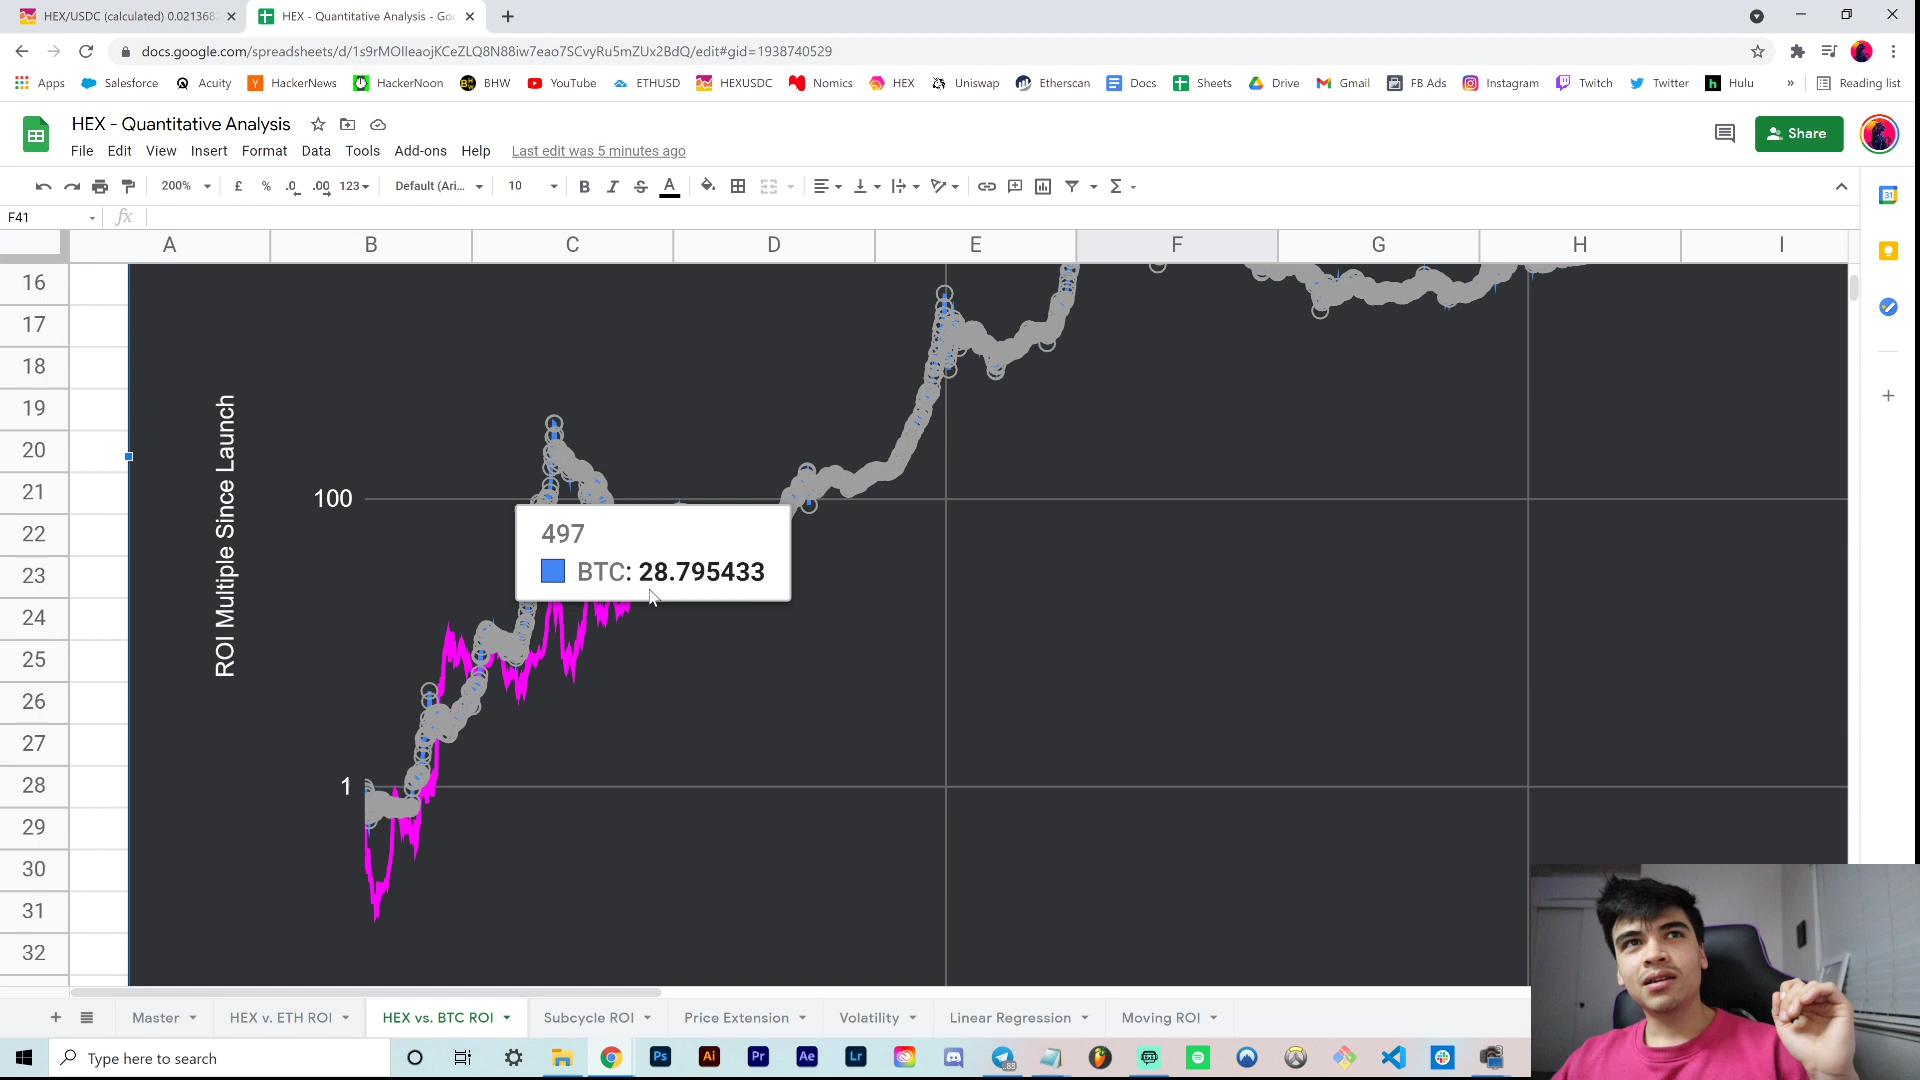 HEX/USDC (calculated) 0.021368
HEX - Quantitative Analysis - Goo
docs.google.com/spreadsheets/d/1s9rMOIleaojKCeZLQ8N88iw7eao7SCvyRu5mZUx2BdQ/edit#gid=1938740529
Apps Salesforce Acuity HackerNews HackerNoon BHW YouTube ETHUSD HEXUSDC Nomics HEX Uniswap Etherscan Docs Sheets Drive Gmail FB Ads Instagram Twitch Twitter Hulu » Reading list
HEX - Quantitative Analysis
Share
File Edit View Insert Format Data Tools Add-ons Help Last edit was 5 minutes ago
200% £ % .0 .00 123 Default (Ari... 10 B I S A Σ
F41 fx
A B C D E F G H I
16
17
18
19
20
21
22
23
24
25
26
27
28
29
30
31
32
ROI Multiple Since Launch
100
497
BTC: 28.795433
1
Master HEX v. ETH ROI HEX vs. BTC ROI Subcycle ROI Price Extension Volatility Linear Regression Moving ROI
Type here to search
Ps Ai Pr Ae Lr